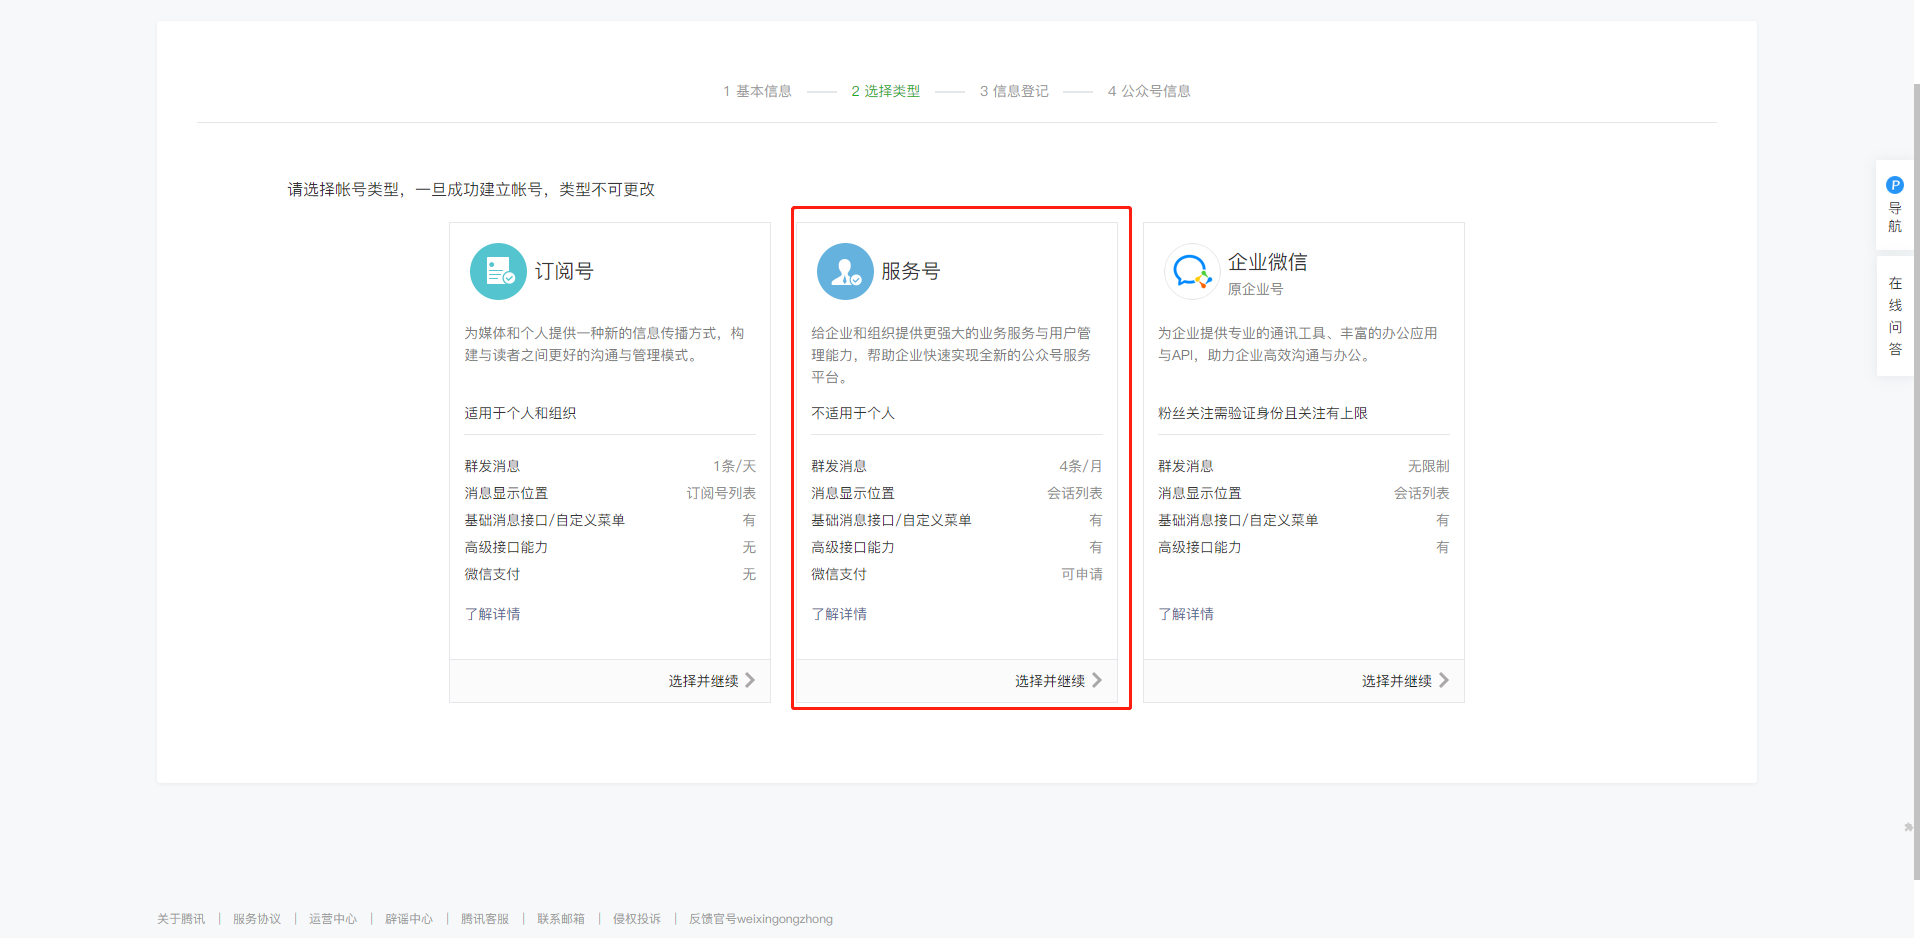 1 基本信息 2 选择类型 3 信息登记 4 公众号信息
请选择帐号类型，一旦成功建立帐号，类型不可更改
订阅号
为媒体和个人提供一种新的信息传播方式，构
建与读者之间更好的沟通与管理模式。
适用于个人和组织
群发消息 1条/天
消息显示位置 订阅号列表
基础消息接口/自定义菜单 有
高级接口能力 无
微信支付 无
了解详情
选择并继续
服务号
给企业和组织提供更强大的业务服务与用户管
理能力，帮助企业快速实现全新的公众号服务
平台。
不适用于个人
群发消息 4条/月
消息显示位置 会话列表
基础消息接口/自定义菜单 有
高级接口能力 有
微信支付 可申请
了解详情
选择并继续
企业微信
原企业号
为企业提供专业的通讯工具、丰富的办公应用
与API，助力企业高效沟通与办公。
粉丝关注需验证身份且关注有上限
群发消息 无限制
消息显示位置 会话列表
基础消息接口/自定义菜单 有
高级接口能力 有
了解详情
选择并继续
P
导
航
在
线
问
答
关于腾讯 | 服务协议 | 运营中心 | 辟谣中心 | 腾讯客服 | 联系邮箱 | 侵权投诉 | 反馈官号weixingongzhong